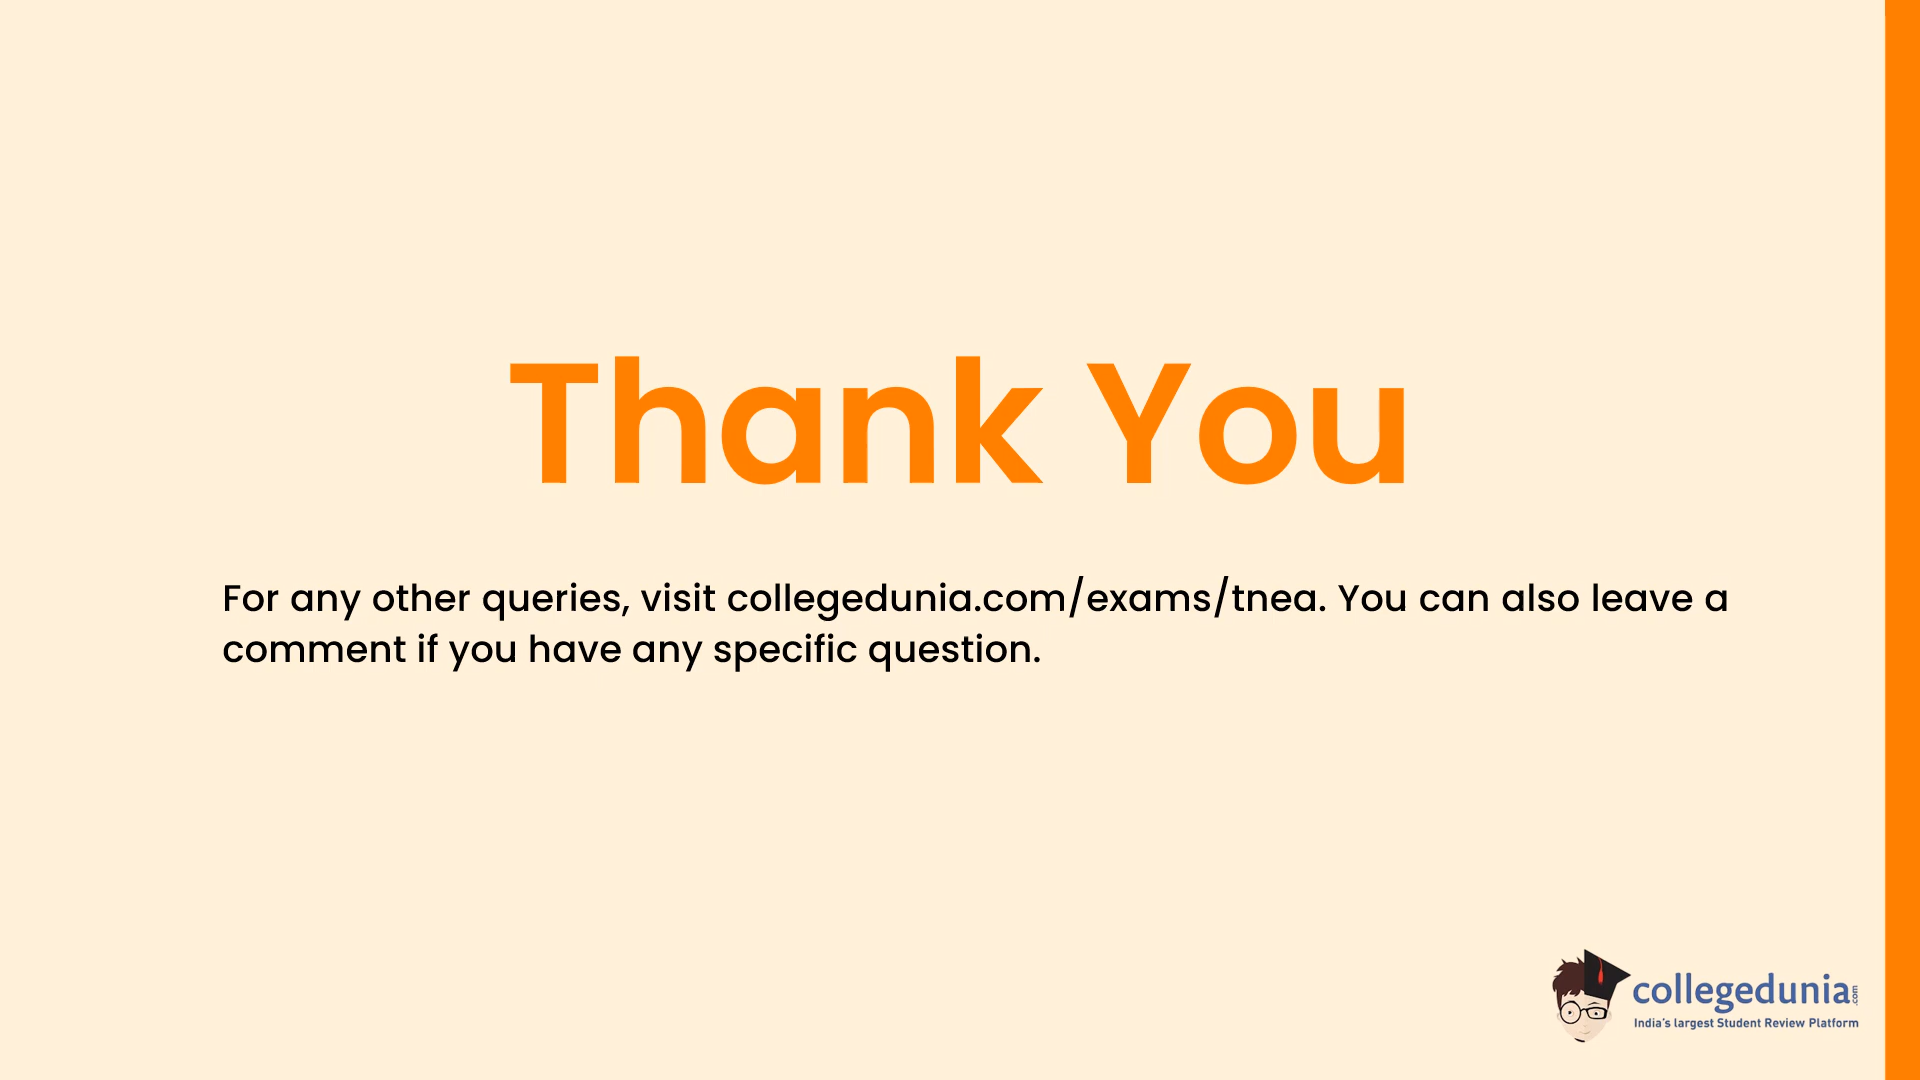 Thank You
For any other queries, visit collegedunia.com/exams/tnea. You can also leave a
comment if you have any specific question.
collegedunia.com
India's largest Student Review Platform